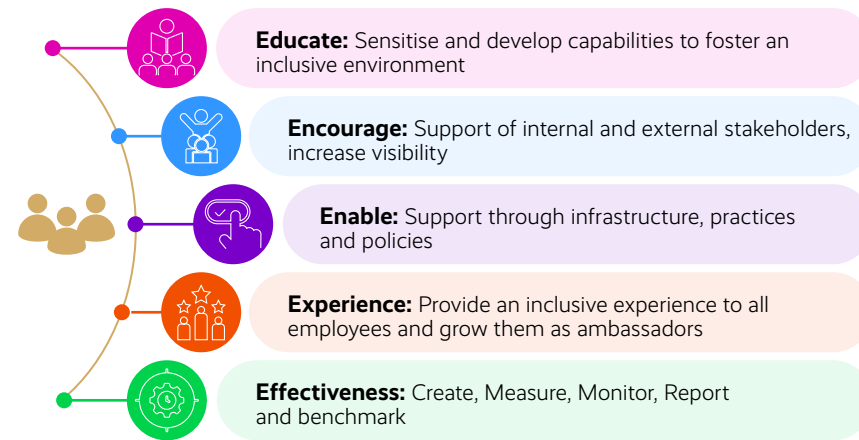 Educate: Sensitise and develop capabilities to foster an
inclusive environment
Encourage: Support of internal and external stakeholders,
increase visibility
Enable: Support through infrastructure, practices
and policies
Experience: Provide an inclusive experience to all
employees and grow them as ambassadors
Effectiveness: Create, Measure, Monitor, Report
and benchmark